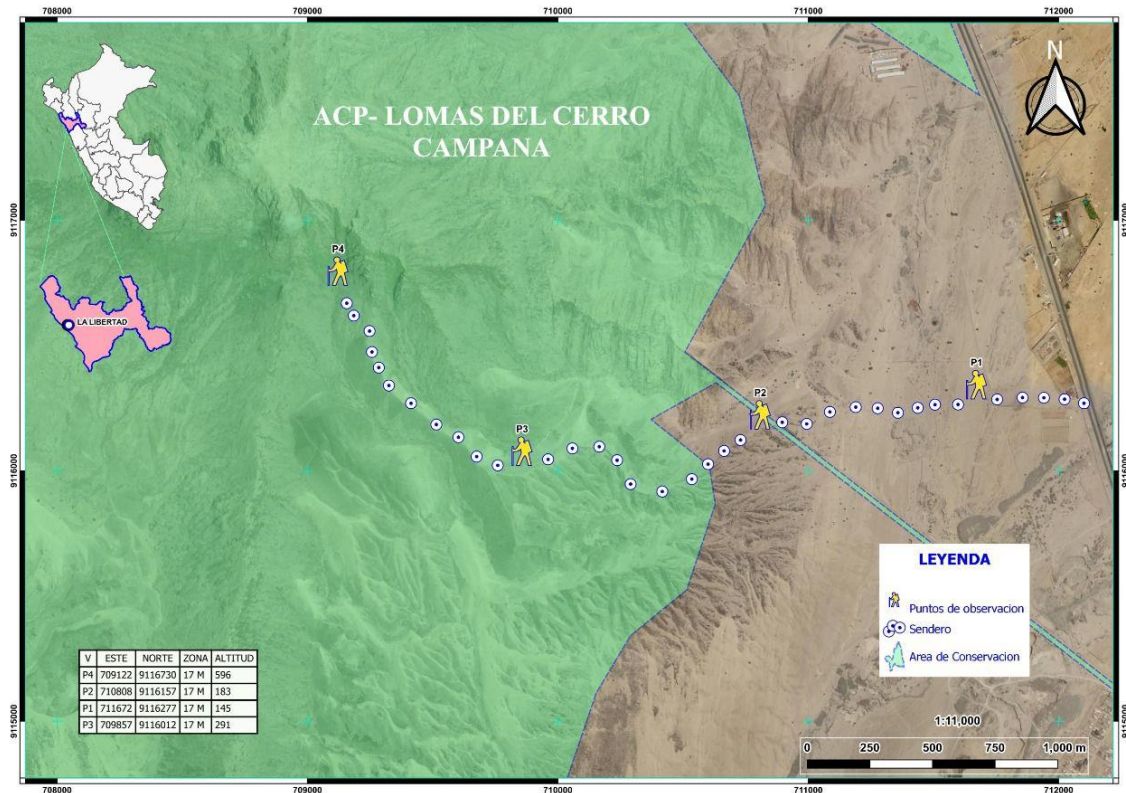 708000 709000 710000 711000 712000
N
ACP- LOMAS DEL CERRO
CAMPANA
9117000 9117000
P4
LA LIBERTAD
P1
P2
P3
9116000 9116000
LEYENDA
Puntos de observacion
Sendero
Area de Conservacion
V ESTE NORTE ZONA ALTITUD
P4 709122 9116730 17 M 596
P2 710808 9116157 17 M 183
P1 711672 9116277 17 M 145
P3 709857 9116012 17 M 291
9115000 9115000
1:11,000
0 250 500 750 1,000 m
708000 709000 710000 711000 712000